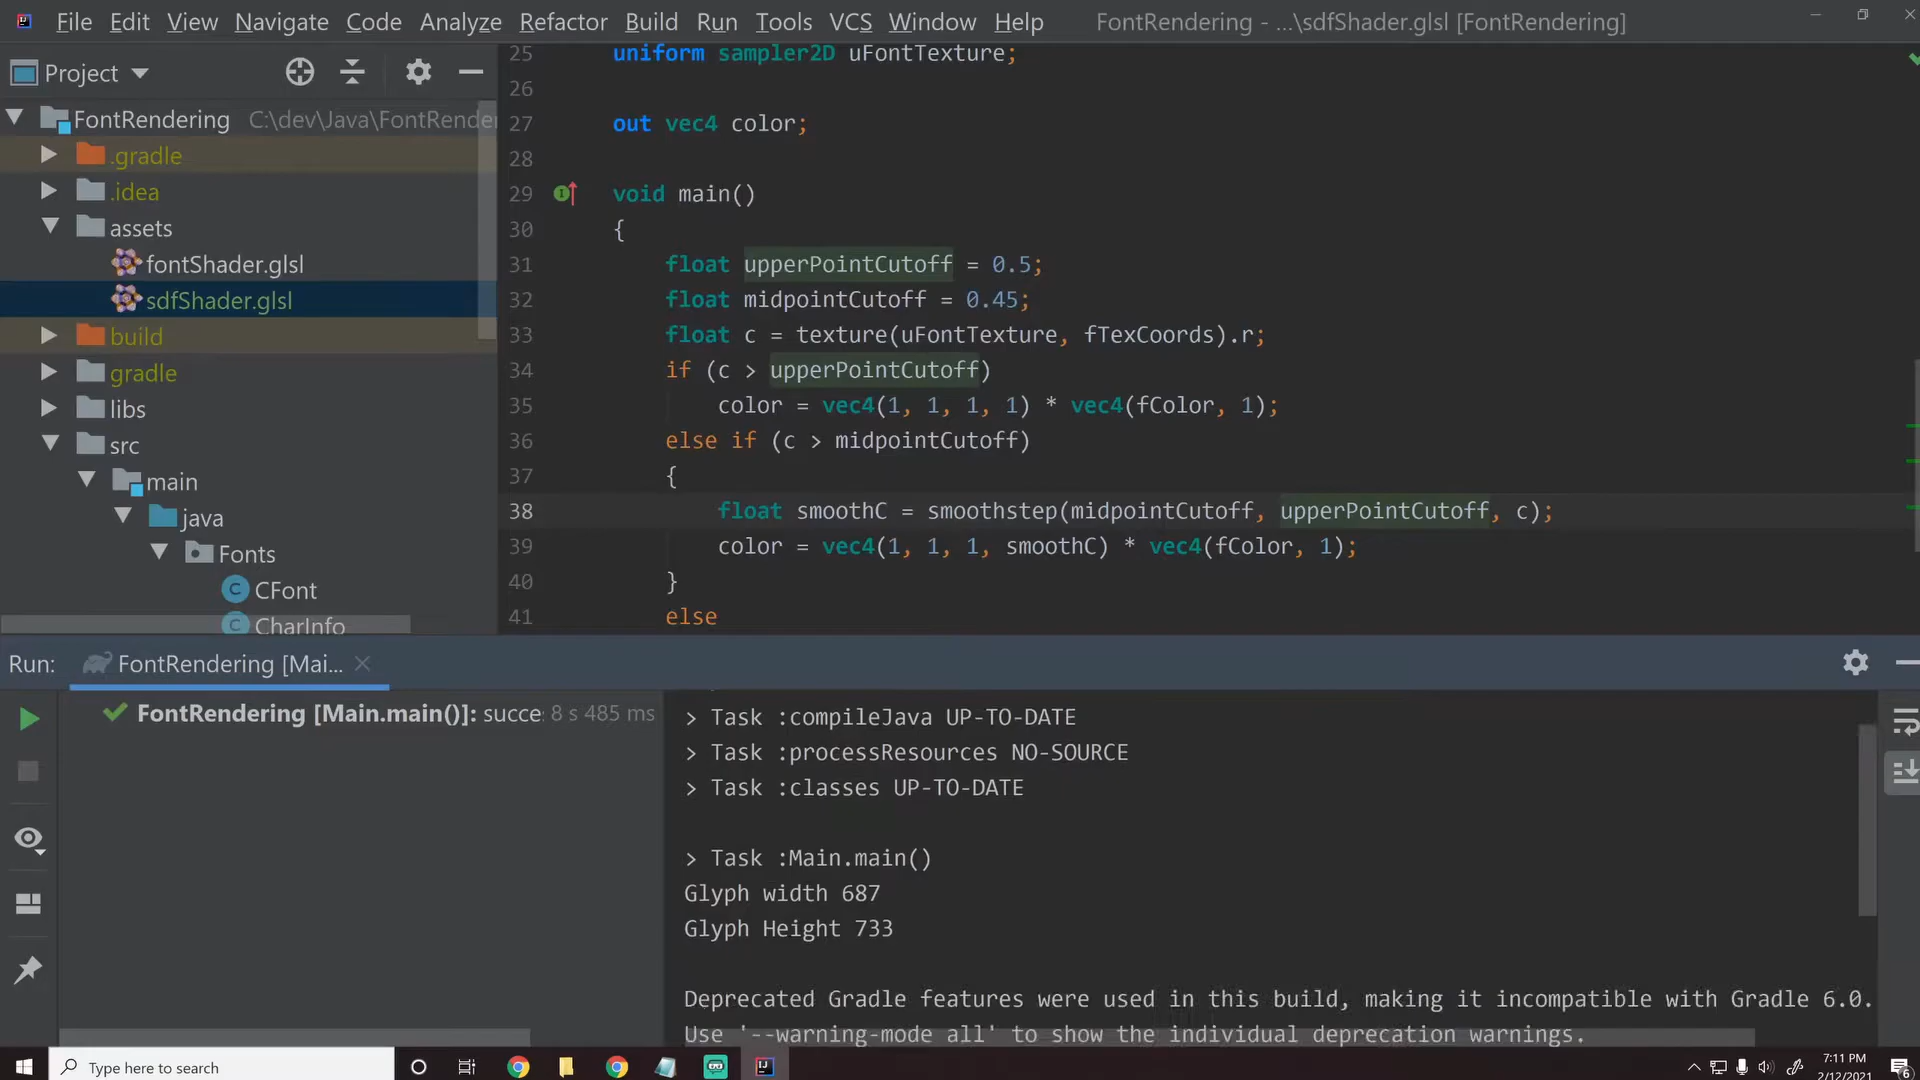 File Edit View Navigate Code Analyze Refactor Build Run Tools VCS Window Help FontRendering - ...\sdfShader.glsl [FontRendering]
Project
FontRendering C:\dev\Java\FontRende
.gradle
.idea
assets
fontShader.glsl
sdfShader.glsl
build
gradle
libs
src
main
java
Fonts
CFont
CharInfo
25 uniform sampler2D uFontTexture;
26
27 out vec4 color;
28
29 void main()
30 {
31 float upperPointCutoff = 0.5;
32 float midpointCutoff = 0.45;
33 float c = texture(uFontTexture, fTexCoords).r;
34 if (c > upperPointCutoff)
35 color = vec4(1, 1, 1, 1) * vec4(fColor, 1);
36 else if (c > midpointCutoff)
37 {
38 float smoothC = smoothstep(midpointCutoff, upperPointCutoff, c);
39 color = vec4(1, 1, 1, smoothC) * vec4(fColor, 1);
40 }
41 else
Run: FontRendering [Mai...
FontRendering [Main.main()]: succe 8 s 485 ms
> Task :compileJava UP-TO-DATE
> Task :processResources NO-SOURCE
> Task :classes UP-TO-DATE
> Task :Main.main()
Glyph width 687
Glyph Height 733
Deprecated Gradle features were used in this build, making it incompatible with Gradle 6.0.
Use '--warning-mode all' to show the individual deprecation warnings.
Type here to search
7:11 PM
2/12/2021
6